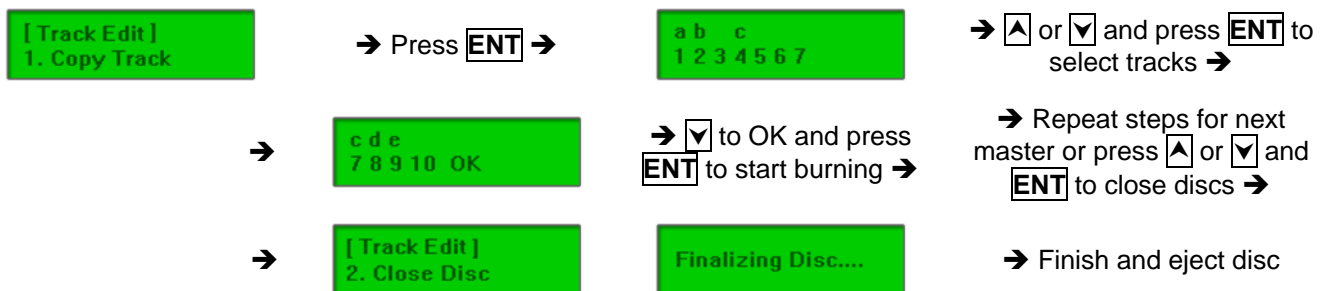 [Track Edit]
1. Copy Track
➔ Press ENT ➔
a b c
1 2 3 4 5 6 7
➔ ⮝ or ⮟ and press ENT to
select tracks ➔
➔
c d e
7 8 9 10 OK
➔ ⮟ to OK and press
ENT to start burning ➔
➔ Repeat steps for next
master or press ⮝ or ⮟ and
ENT to close discs ➔
➔
[Track Edit]
2. Close Disc
Finalizing Disc....
➔ Finish and eject disc